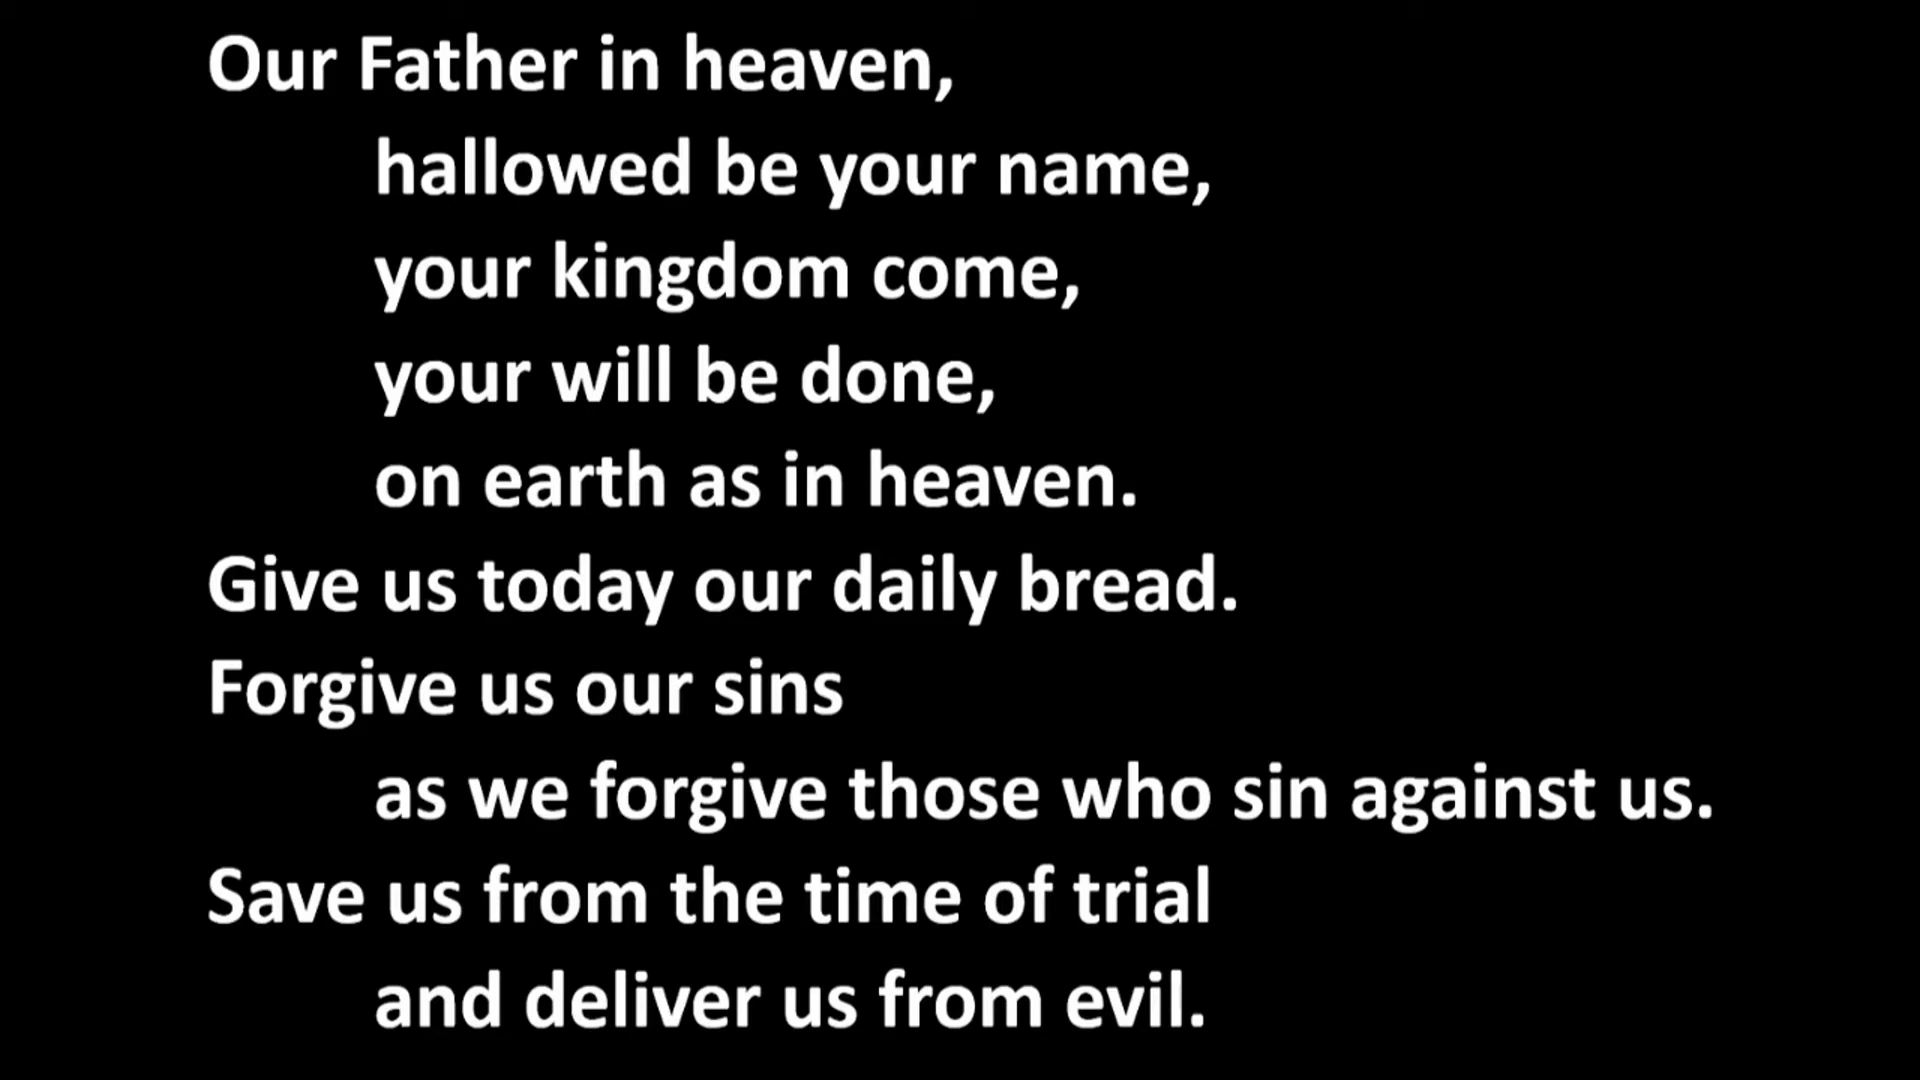 Our Father in heaven,
hallowed be your name,
your kingdom come,
your will be done,
on earth as in heaven.
Give us today our daily bread.
Forgive us our sins
as we forgive those who sin against us.
Save us from the time of trial
and deliver us from evil.